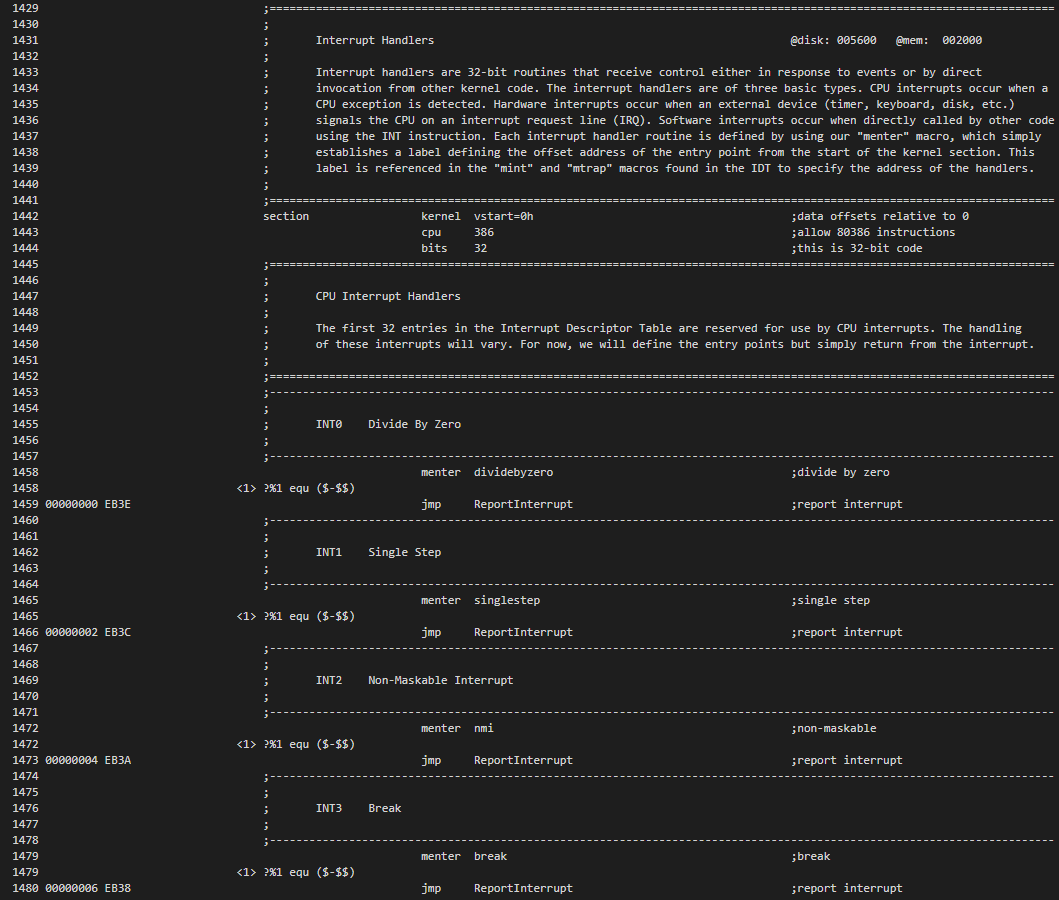 1429 ;=======================================================================================================================
1430 ;
1431 ; Interrupt Handlers @disk: 005600 @mem: 002000
1432 ;
1433 ; Interrupt handlers are 32-bit routines that receive control either in response to events or by direct
1434 ; invocation from other kernel code. The interrupt handlers are of three basic types. CPU interrupts occur when a
1435 ; CPU exception is detected. Hardware interrupts occur when an external device (timer, keyboard, disk, etc.)
1436 ; signals the CPU on an interrupt request line (IRQ). Software interrupts occur when directly called by other code
1437 ; using the INT instruction. Each interrupt handler routine is defined by using our "menter" macro, which simply
1438 ; establishes a label defining the offset address of the entry point from the start of the kernel section. This
1439 ; label is referenced in the "mint" and "mtrap" macros found in the IDT to specify the address of the handlers.
1440 ;
1441 ;=======================================================================================================================
1442 section kernel vstart=0h ;data offsets relative to 0
1443 cpu 386 ;allow 80386 instructions
1444 bits 32 ;this is 32-bit code
1445 ;=======================================================================================================================
1446 ;
1447 ; CPU Interrupt Handlers
1448 ;
1449 ; The first 32 entries in the Interrupt Descriptor Table are reserved for use by CPU interrupts. The handling
1450 ; of these interrupts will vary. For now, we will define the entry points but simply return from the interrupt.
1451 ;
1452 ;=======================================================================================================================
1453 ;-----------------------------------------------------------------------------------------------------------------------
1454 ;
1455 ; INT0 Divide By Zero
1456 ;
1457 ;-----------------------------------------------------------------------------------------------------------------------
1458 menter dividebyzero ;divide by zero
1458 <1> ?%1 equ ($-$$)
1459 00000000 EB3E jmp ReportInterrupt ;report interrupt
1460 ;-----------------------------------------------------------------------------------------------------------------------
1461 ;
1462 ; INT1 Single Step
1463 ;
1464 ;-----------------------------------------------------------------------------------------------------------------------
1465 menter singlestep ;single step
1465 <1> ?%1 equ ($-$$)
1466 00000002 EB3C jmp ReportInterrupt ;report interrupt
1467 ;-----------------------------------------------------------------------------------------------------------------------
1468 ;
1469 ; INT2 Non-Maskable Interrupt
1470 ;
1471 ;-----------------------------------------------------------------------------------------------------------------------
1472 menter nmi ;non-maskable
1472 <1> ?%1 equ ($-$$)
1473 00000004 EB3A jmp ReportInterrupt ;report interrupt
1474 ;-----------------------------------------------------------------------------------------------------------------------
1475 ;
1476 ; INT3 Break
1477 ;
1478 ;-----------------------------------------------------------------------------------------------------------------------
1479 menter break ;break
1479 <1> ?%1 equ ($-$$)
1480 00000006 EB38 jmp ReportInterrupt ;report interrupt